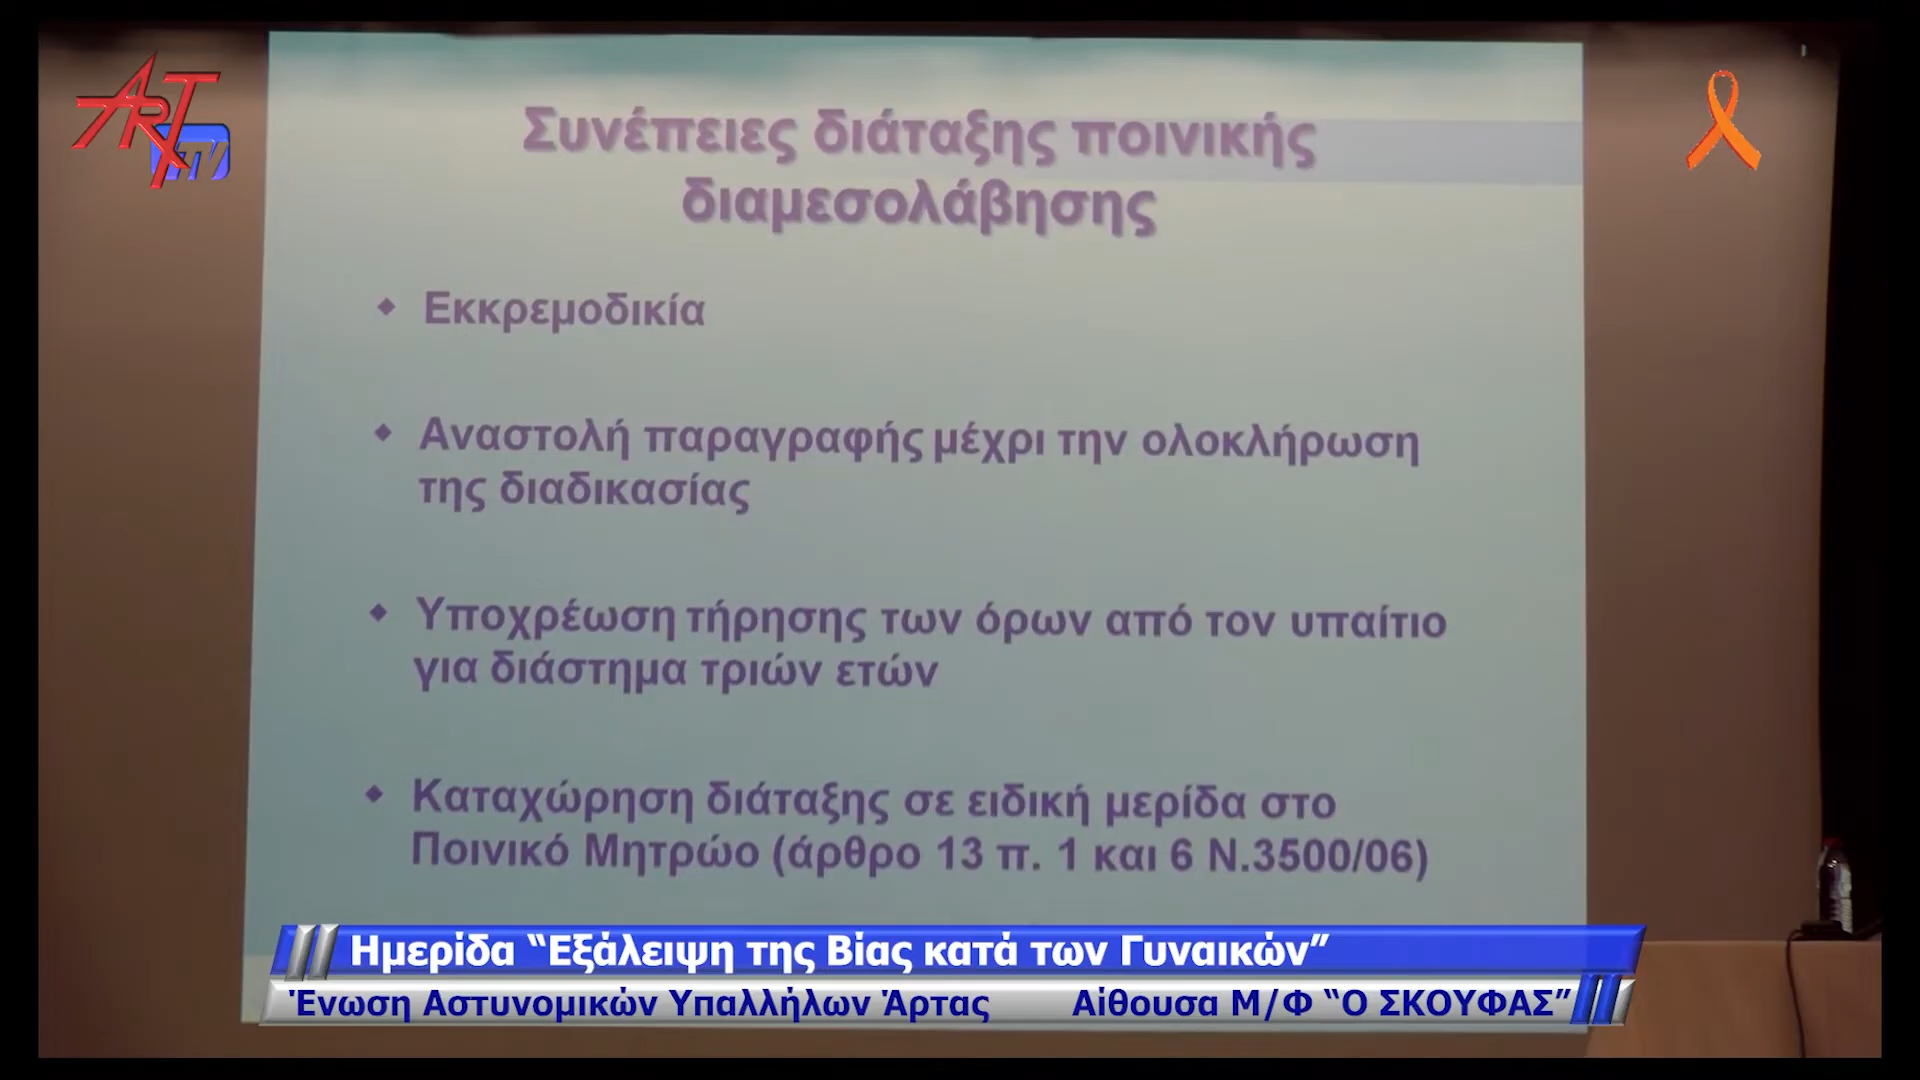 ART TV
Συνέπειες διάταξης ποινικής
διαμεσολάβησης
Εκκρεμοδικία
Αναστολή παραγραφής μέχρι την ολοκλήρωση
της διαδικασίας
Υποχρέωση τήρησης των όρων από τον υπαίτιο
για διάστημα τριών ετών
Καταχώρηση διάταξης σε ειδική μερίδα στο
Ποινικό Μητρώο (άρθρο 13 π. 1 και 6 Ν.3500/06)
Ημερίδα “Εξάλειψη της Βίας κατά των Γυναικών”
Ένωση Αστυνομικών Υπαλλήλων Άρτας Αίθουσα Μ/Φ “Ο ΣΚΟΥΦΑΣ”